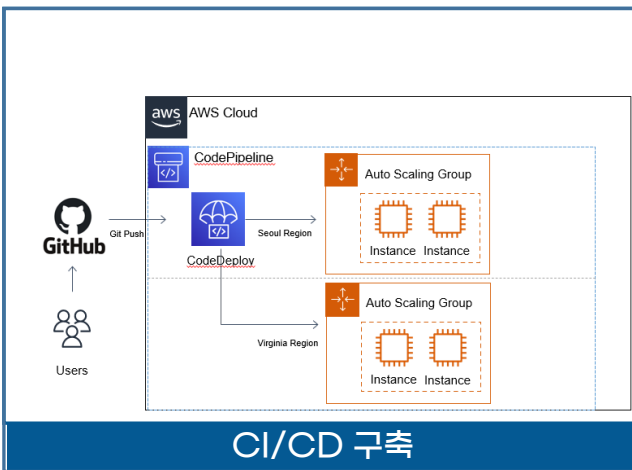 aws AWS Cloud
CodePipeline
Auto Scaling Group
Instance Instance
GitHub
Git Push
CodeDeploy
Seoul Region
Auto Scaling Group
Instance Instance
Virginia Region
Users
CI/CD 구축